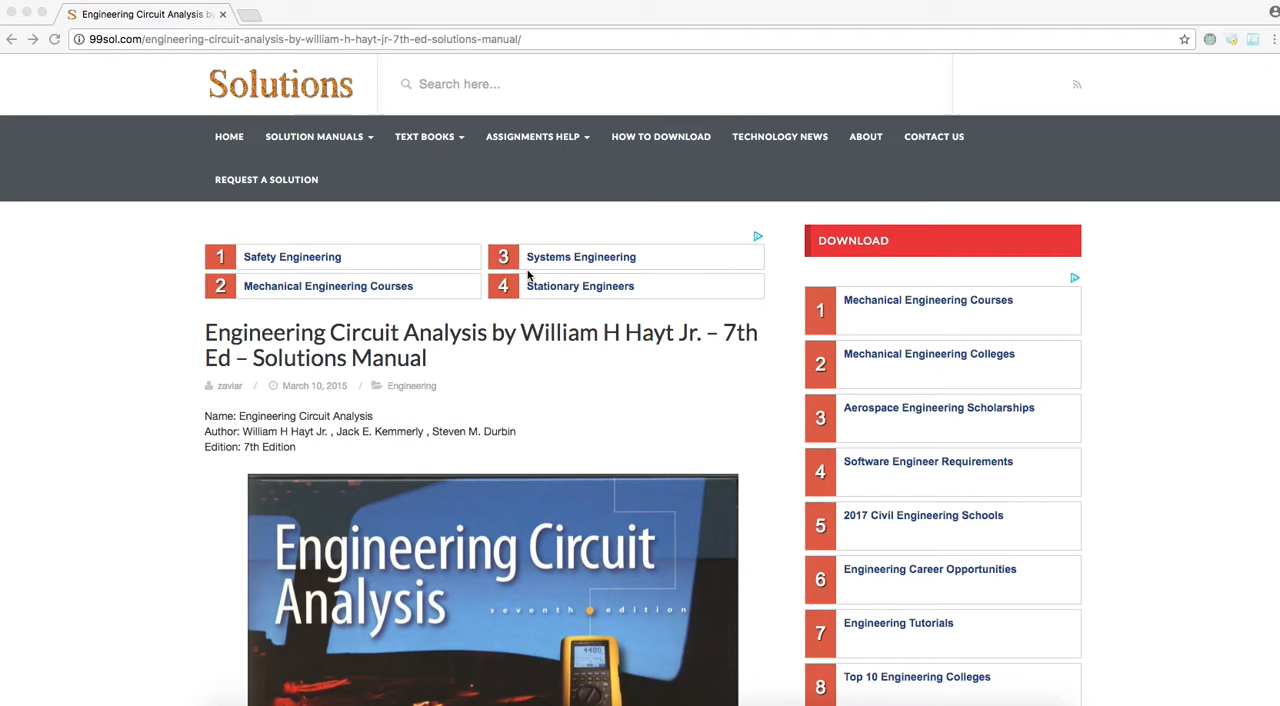 Engineering Circuit Analysis by
99sol.com/engineering-circuit-analysis-by-william-h-hayt-jr-7th-ed-solutions-manual/
Solutions
Search here...
HOME SOLUTION MANUALS TEXT BOOKS ASSIGNMENTS HELP HOW TO DOWNLOAD TECHNOLOGY NEWS ABOUT CONTACT US
REQUEST A SOLUTION
1 Safety Engineering
3 Systems Engineering
2 Mechanical Engineering Courses
4 Stationary Engineers
Engineering Circuit Analysis by William H Hayt Jr. – 7th
Ed – Solutions Manual
zaviar / March 10, 2015 / Engineering
Name: Engineering Circuit Analysis
Author: William H Hayt Jr. , Jack E. Kemmerly , Steven M. Durbin
Edition: 7th Edition
Engineering Circuit
Analysis
seventh edition
4400
DOWNLOAD
1 Mechanical Engineering Courses
2 Mechanical Engineering Colleges
3 Aerospace Engineering Scholarships
4 Software Engineer Requirements
5 2017 Civil Engineering Schools
6 Engineering Career Opportunities
7 Engineering Tutorials
8 Top 10 Engineering Colleges